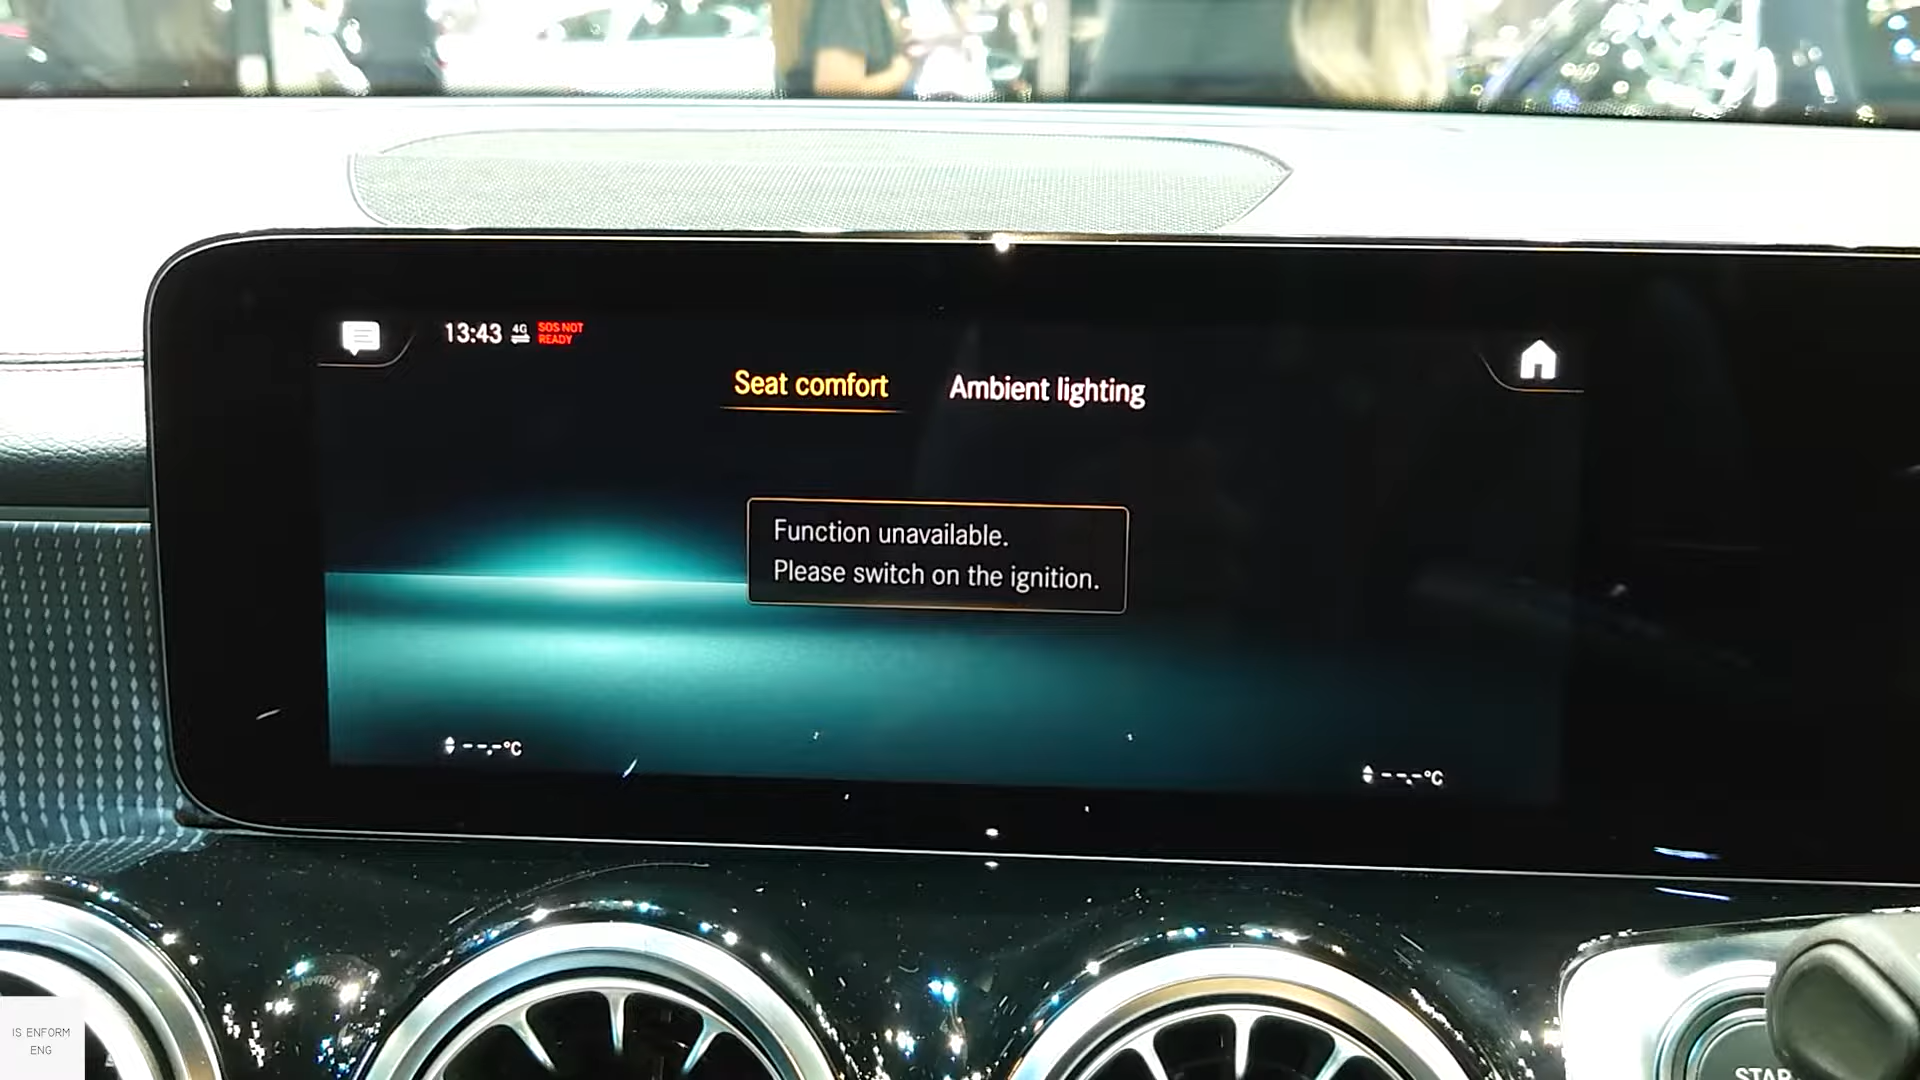 13:43 4G SOS NOT
READY
Seat comfort Ambient lighting
Function unavailable.
Please switch on the ignition.
--.-°C --.-°C
IS ENFORM
ENG